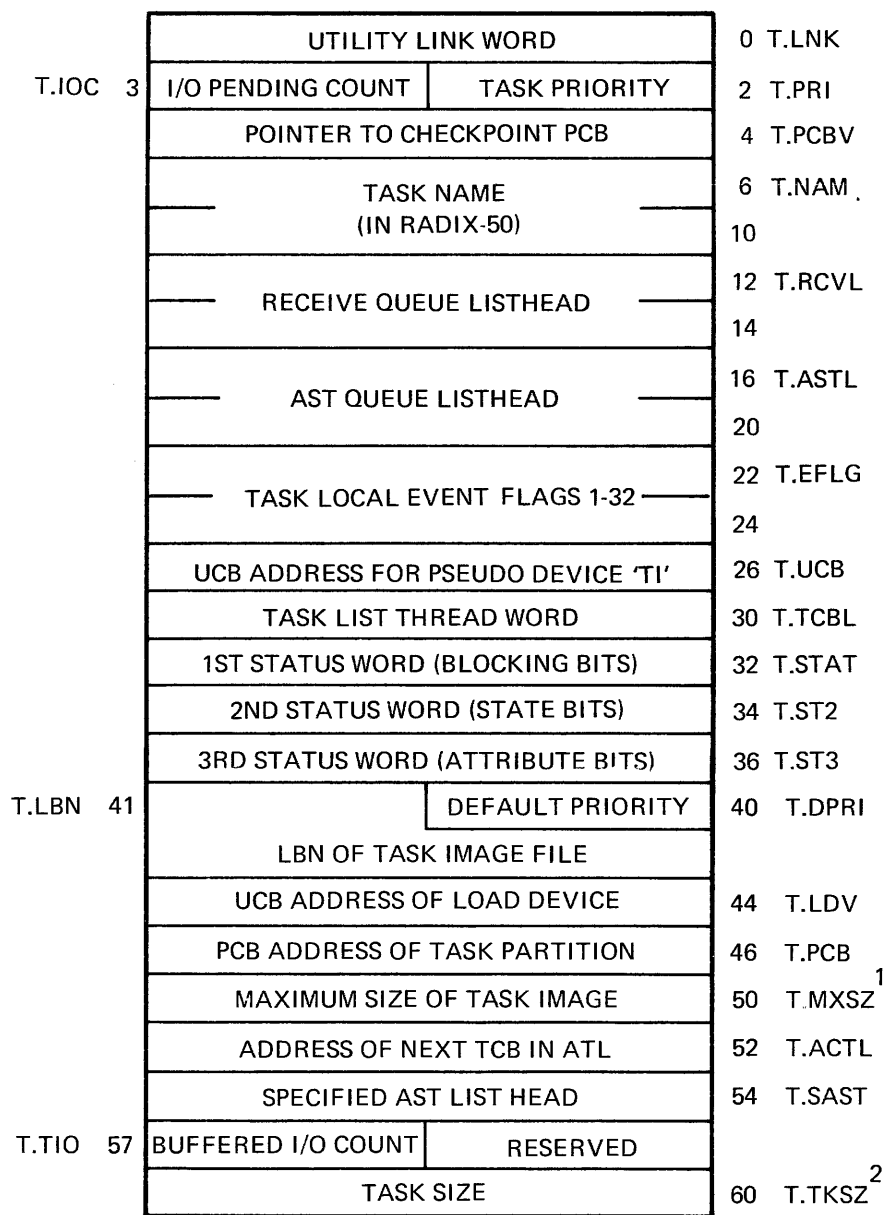 UTILITY LINK WORD 0 T.LNK
T.IOC 3 I/O PENDING COUNT TASK PRIORITY 2 T.PRI
POINTER TO CHECKPOINT PCB 4 T.PCBV
TASK NAME 6 T.NAM
(IN RADIX-50) 10
12 T.RCVL
RECEIVE QUEUE LISTHEAD
14
16 T.ASTL
AST QUEUE LISTHEAD
20
22 T.EFLG
TASK LOCAL EVENT FLAGS 1-32
24
UCB ADDRESS FOR PSEUDO DEVICE 'TI' 26 T.UCB
TASK LIST THREAD WORD 30 T.TCBL
1ST STATUS WORD (BLOCKING BITS) 32 T.STAT
2ND STATUS WORD (STATE BITS) 34 T.ST2
3RD STATUS WORD (ATTRIBUTE BITS) 36 T.ST3
T.LBN 41 DEFAULT PRIORITY 40 T.DPRI
LBN OF TASK IMAGE FILE
UCB ADDRESS OF LOAD DEVICE 44 T.LDV
PCB ADDRESS OF TASK PARTITION 46 T.PCB
MAXIMUM SIZE OF TASK IMAGE 50 T.MXSZ1
ADDRESS OF NEXT TCB IN ATL 52 T.ACTL
SPECIFIED AST LIST HEAD 54 T.SAST
T.TIO 57 BUFFERED I/O COUNT RESERVED
TASK SIZE 60 T.TKSZ2